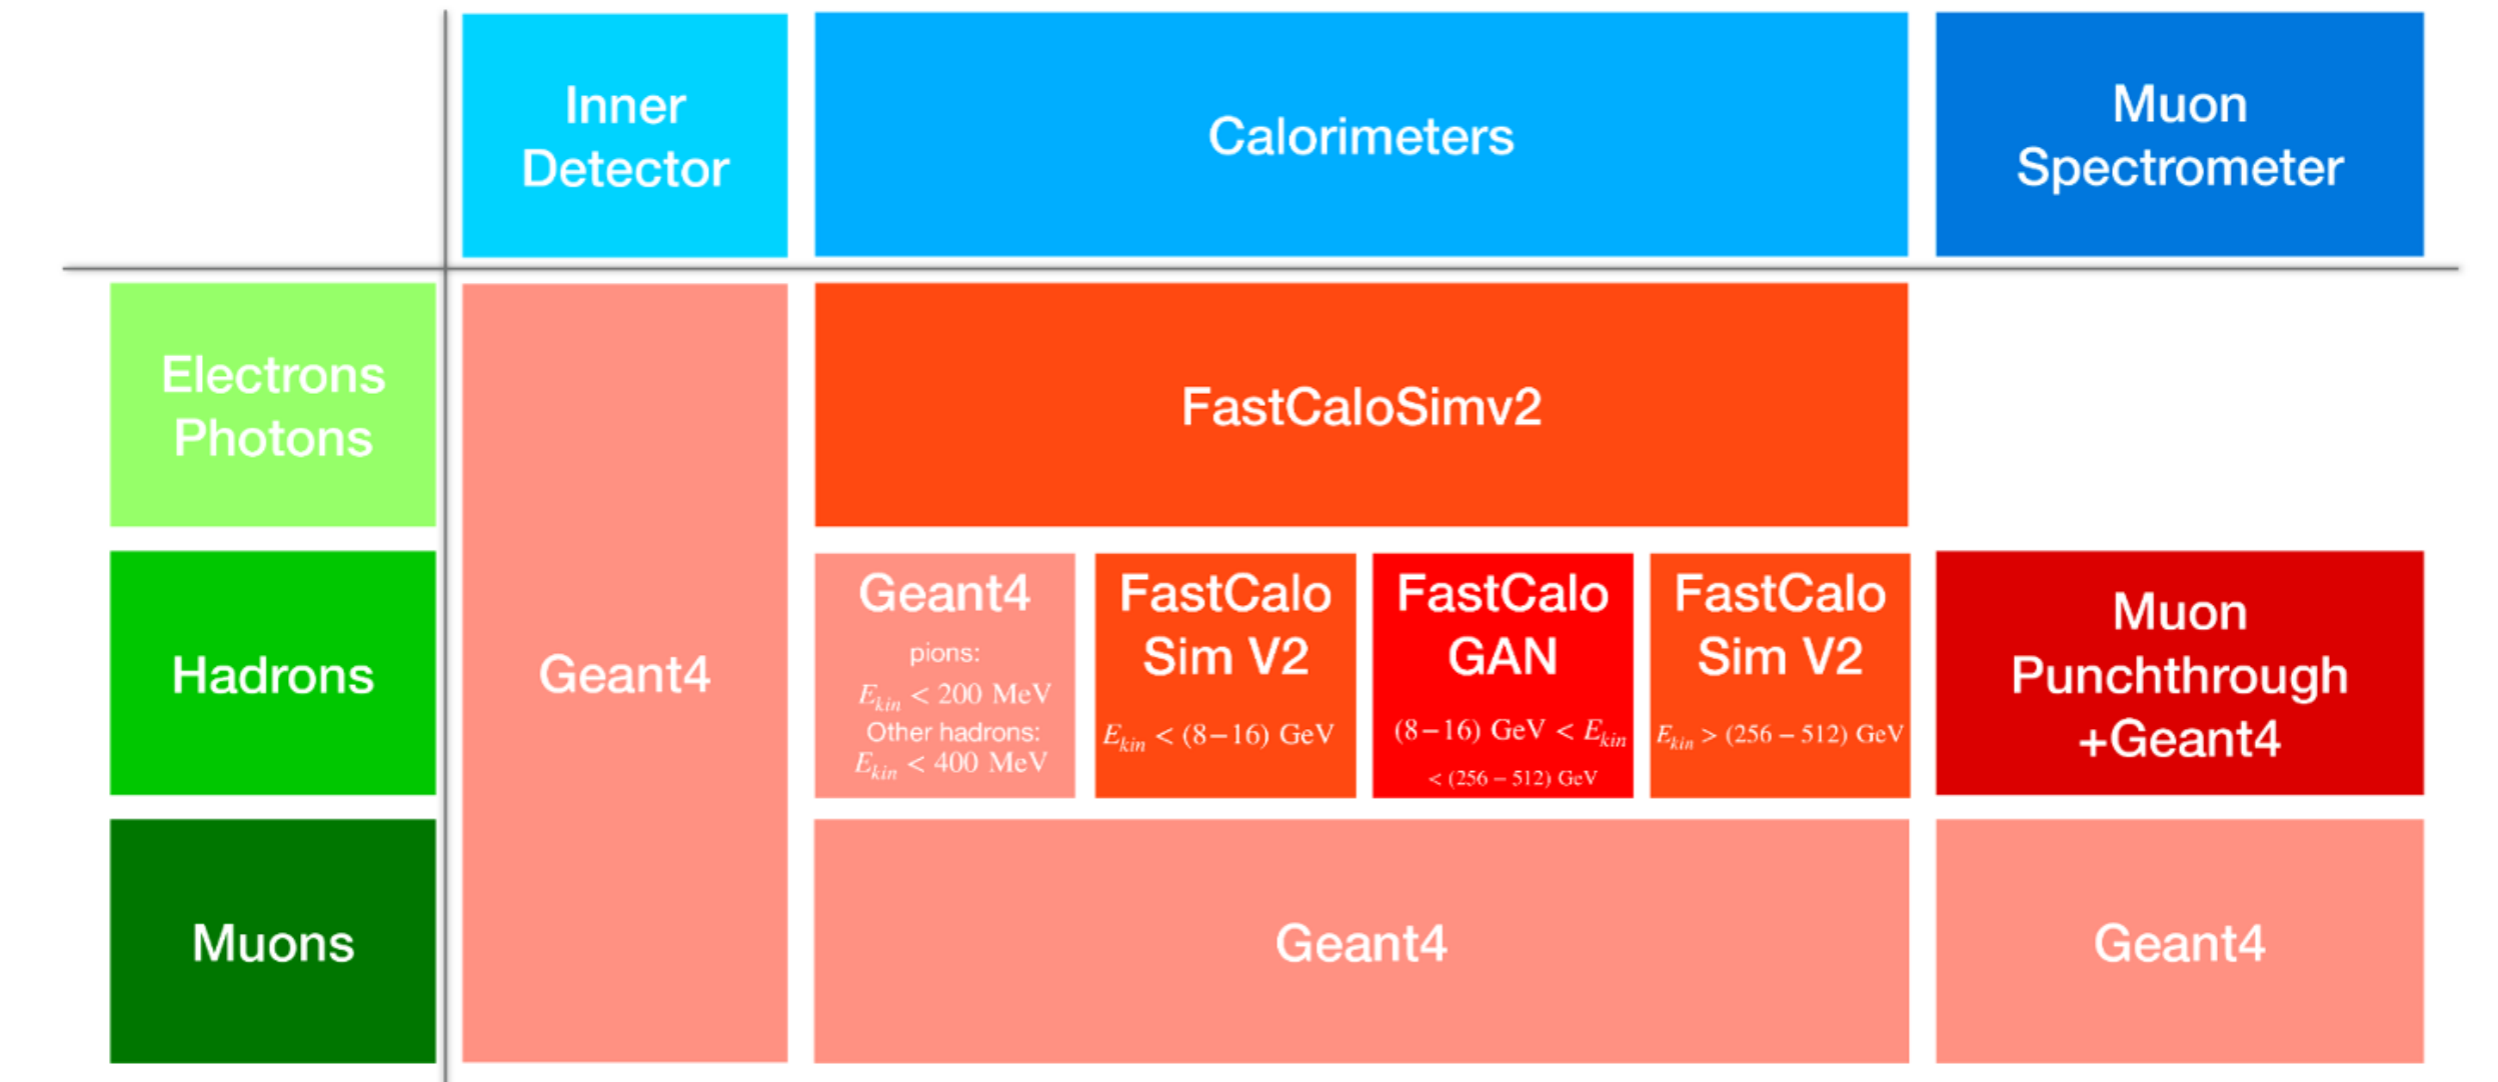 Inner
Detector
Calorimeters
Muon
Spectrometer
Electrons
Photons
FastCaloSimv2
Hadrons
Geant4
Geant4
pions:
E_kin < 200 MeV
Other hadrons:
E_kin < 400 MeV
FastCalo
Sim V2
E_kin < (8−16) GeV
FastCalo
GAN
(8−16) GeV < E_kin
< (256 − 512) GeV
FastCalo
Sim V2
E_kin > (256 − 512) GeV
Muon
Punchthrough
+Geant4
Muons
Geant4
Geant4